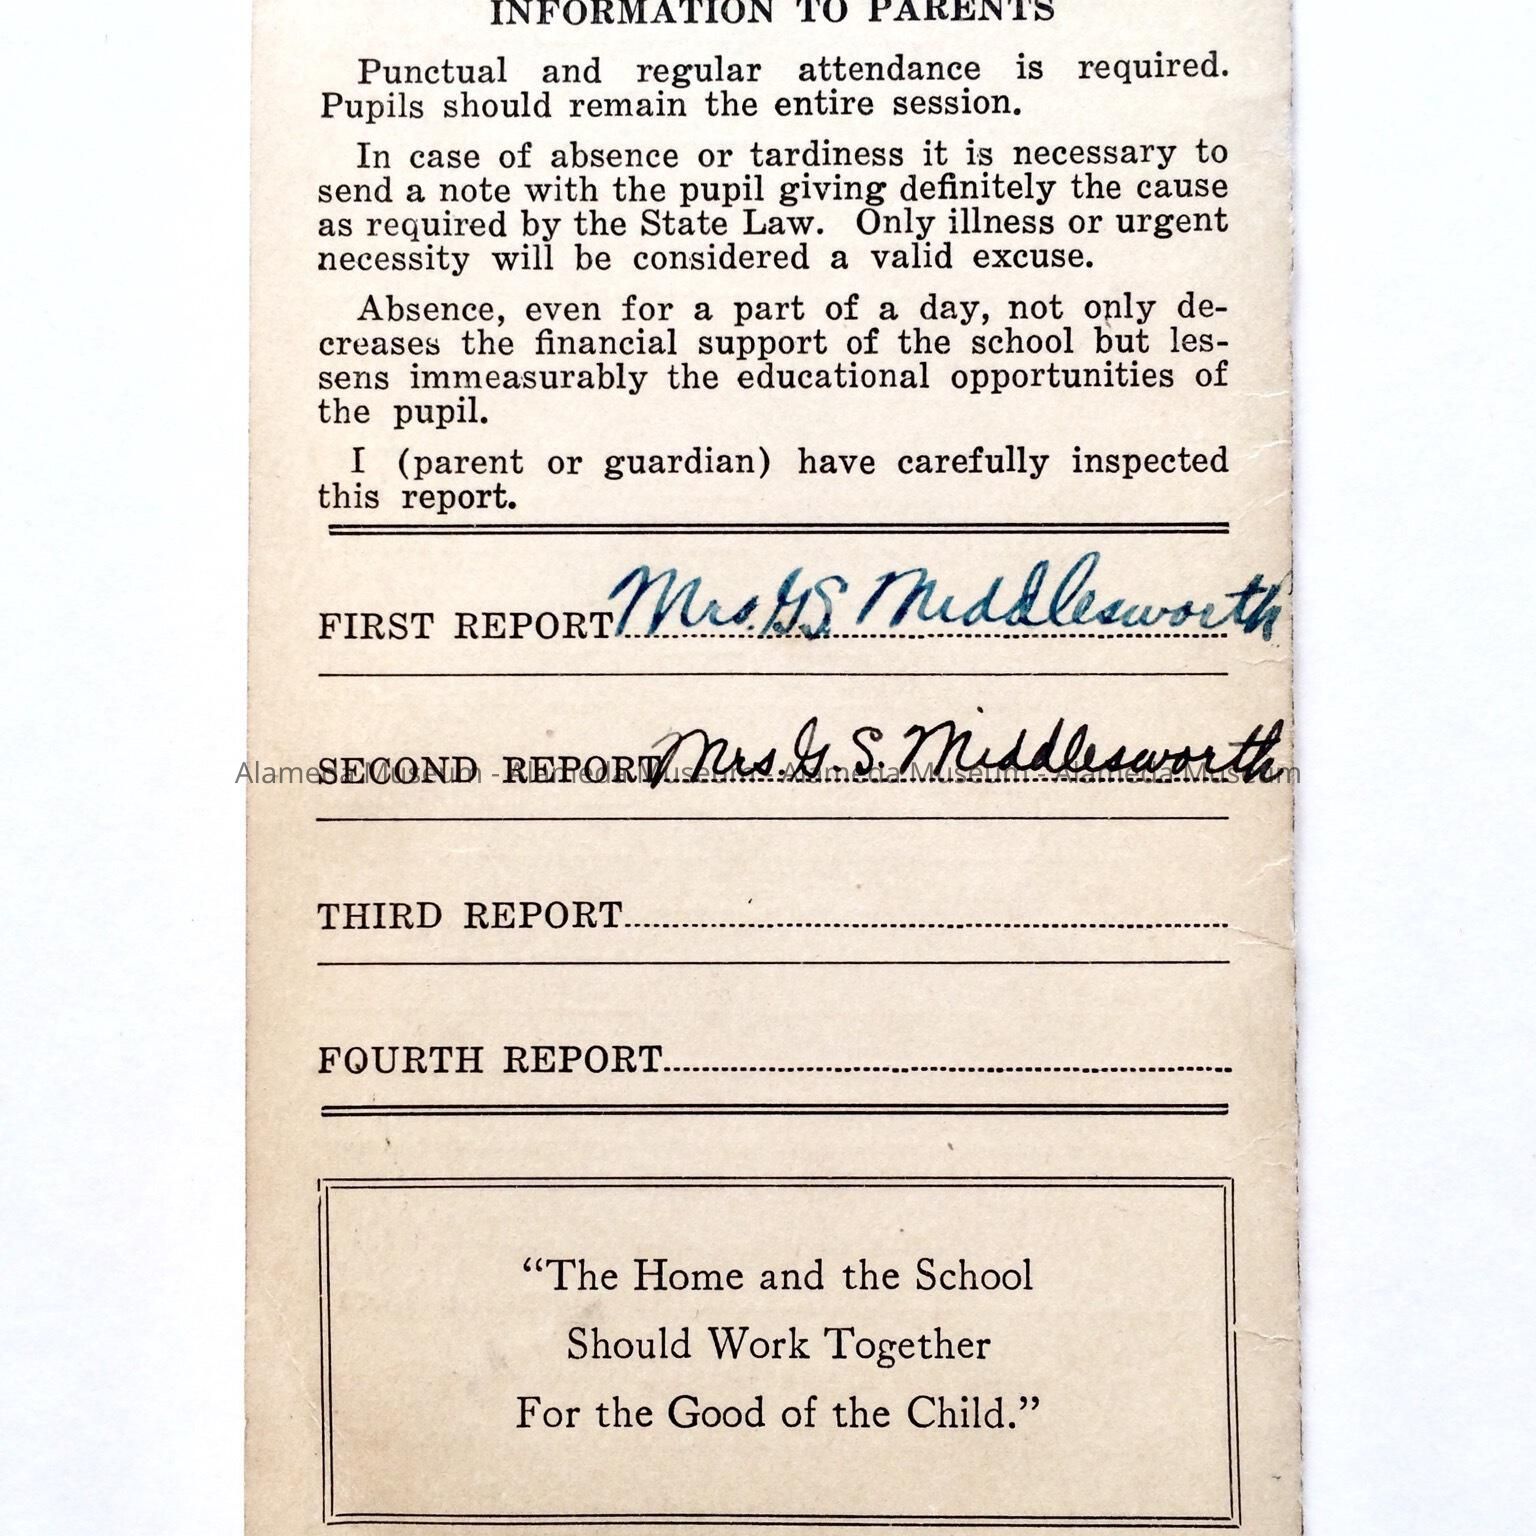 INFORMATION TO PARENTS
Punctual and regular attendance is required.
Pupils should remain the entire session.
In case of absence or tardiness it is necessary to
send a note with the pupil giving definitely the cause
as required by the State Law. Only illness or urgent
necessity will be considered a valid excuse.
Absence, even for a part of a day, not only de-
creases the financial support of the school but les-
sens immeasurably the educational opportunities of
the pupil.
I (parent or guardian) have carefully inspected
this report.
FIRST REPORT Mrs. G.S. Middlesworth
SECOND REPORT Mrs G. S. Middlesworth
Alameda Museum - Alameda Museum - Alameda Museum - Alameda Museum
THIRD REPORT
FOURTH REPORT
“The Home and the School
Should Work Together
For the Good of the Child.”